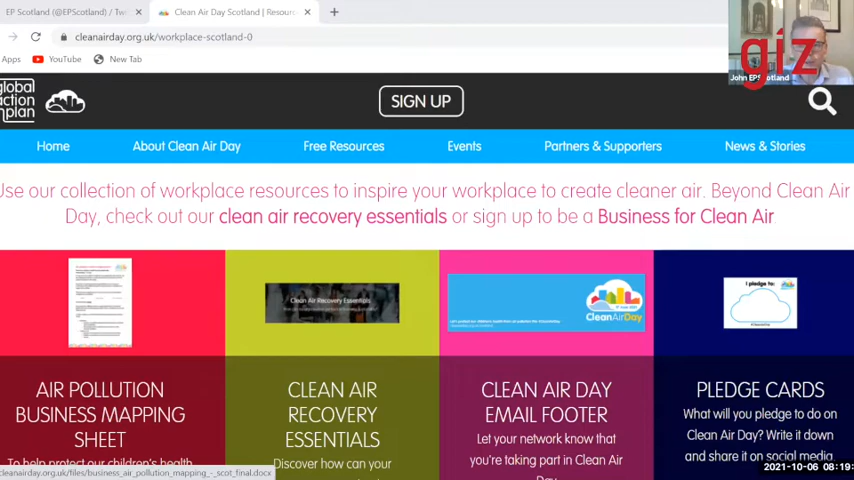 EP Scotland (@EPScotland) / Tw
Clean Air Day Scotland | Resour
cleanairday.org.uk/workplace-scotland-0
Apps
YouTube
New Tab
giz
John EPScotland
global
action
plan
SIGN UP
Home
About Clean Air Day
Free Resources
Events
Partners & Supporters
News & Stories
Use our collection of workplace resources to inspire your workplace to create cleaner air. Beyond Clean Air
Day, check out our clean air recovery essentials or sign up to be a Business for Clean Air
Clean Air Recovery Essentials
CleanAirDay
I pledge to:
AIR POLLUTION
BUSINESS MAPPING
SHEET
To help protect our children's health
CLEAN AIR
RECOVERY
ESSENTIALS
Discover how can your
CLEAN AIR DAY
EMAIL FOOTER
Let your network know that
you're taking part in Clean Air
Day
PLEDGE CARDS
What will you pledge to do on
Clean Air Day? Write it down
and share it on social media.
cleanairday.org.uk/files/business_air_pollution_mapping_-_scot_final.docx
2021-10-06 08:19: